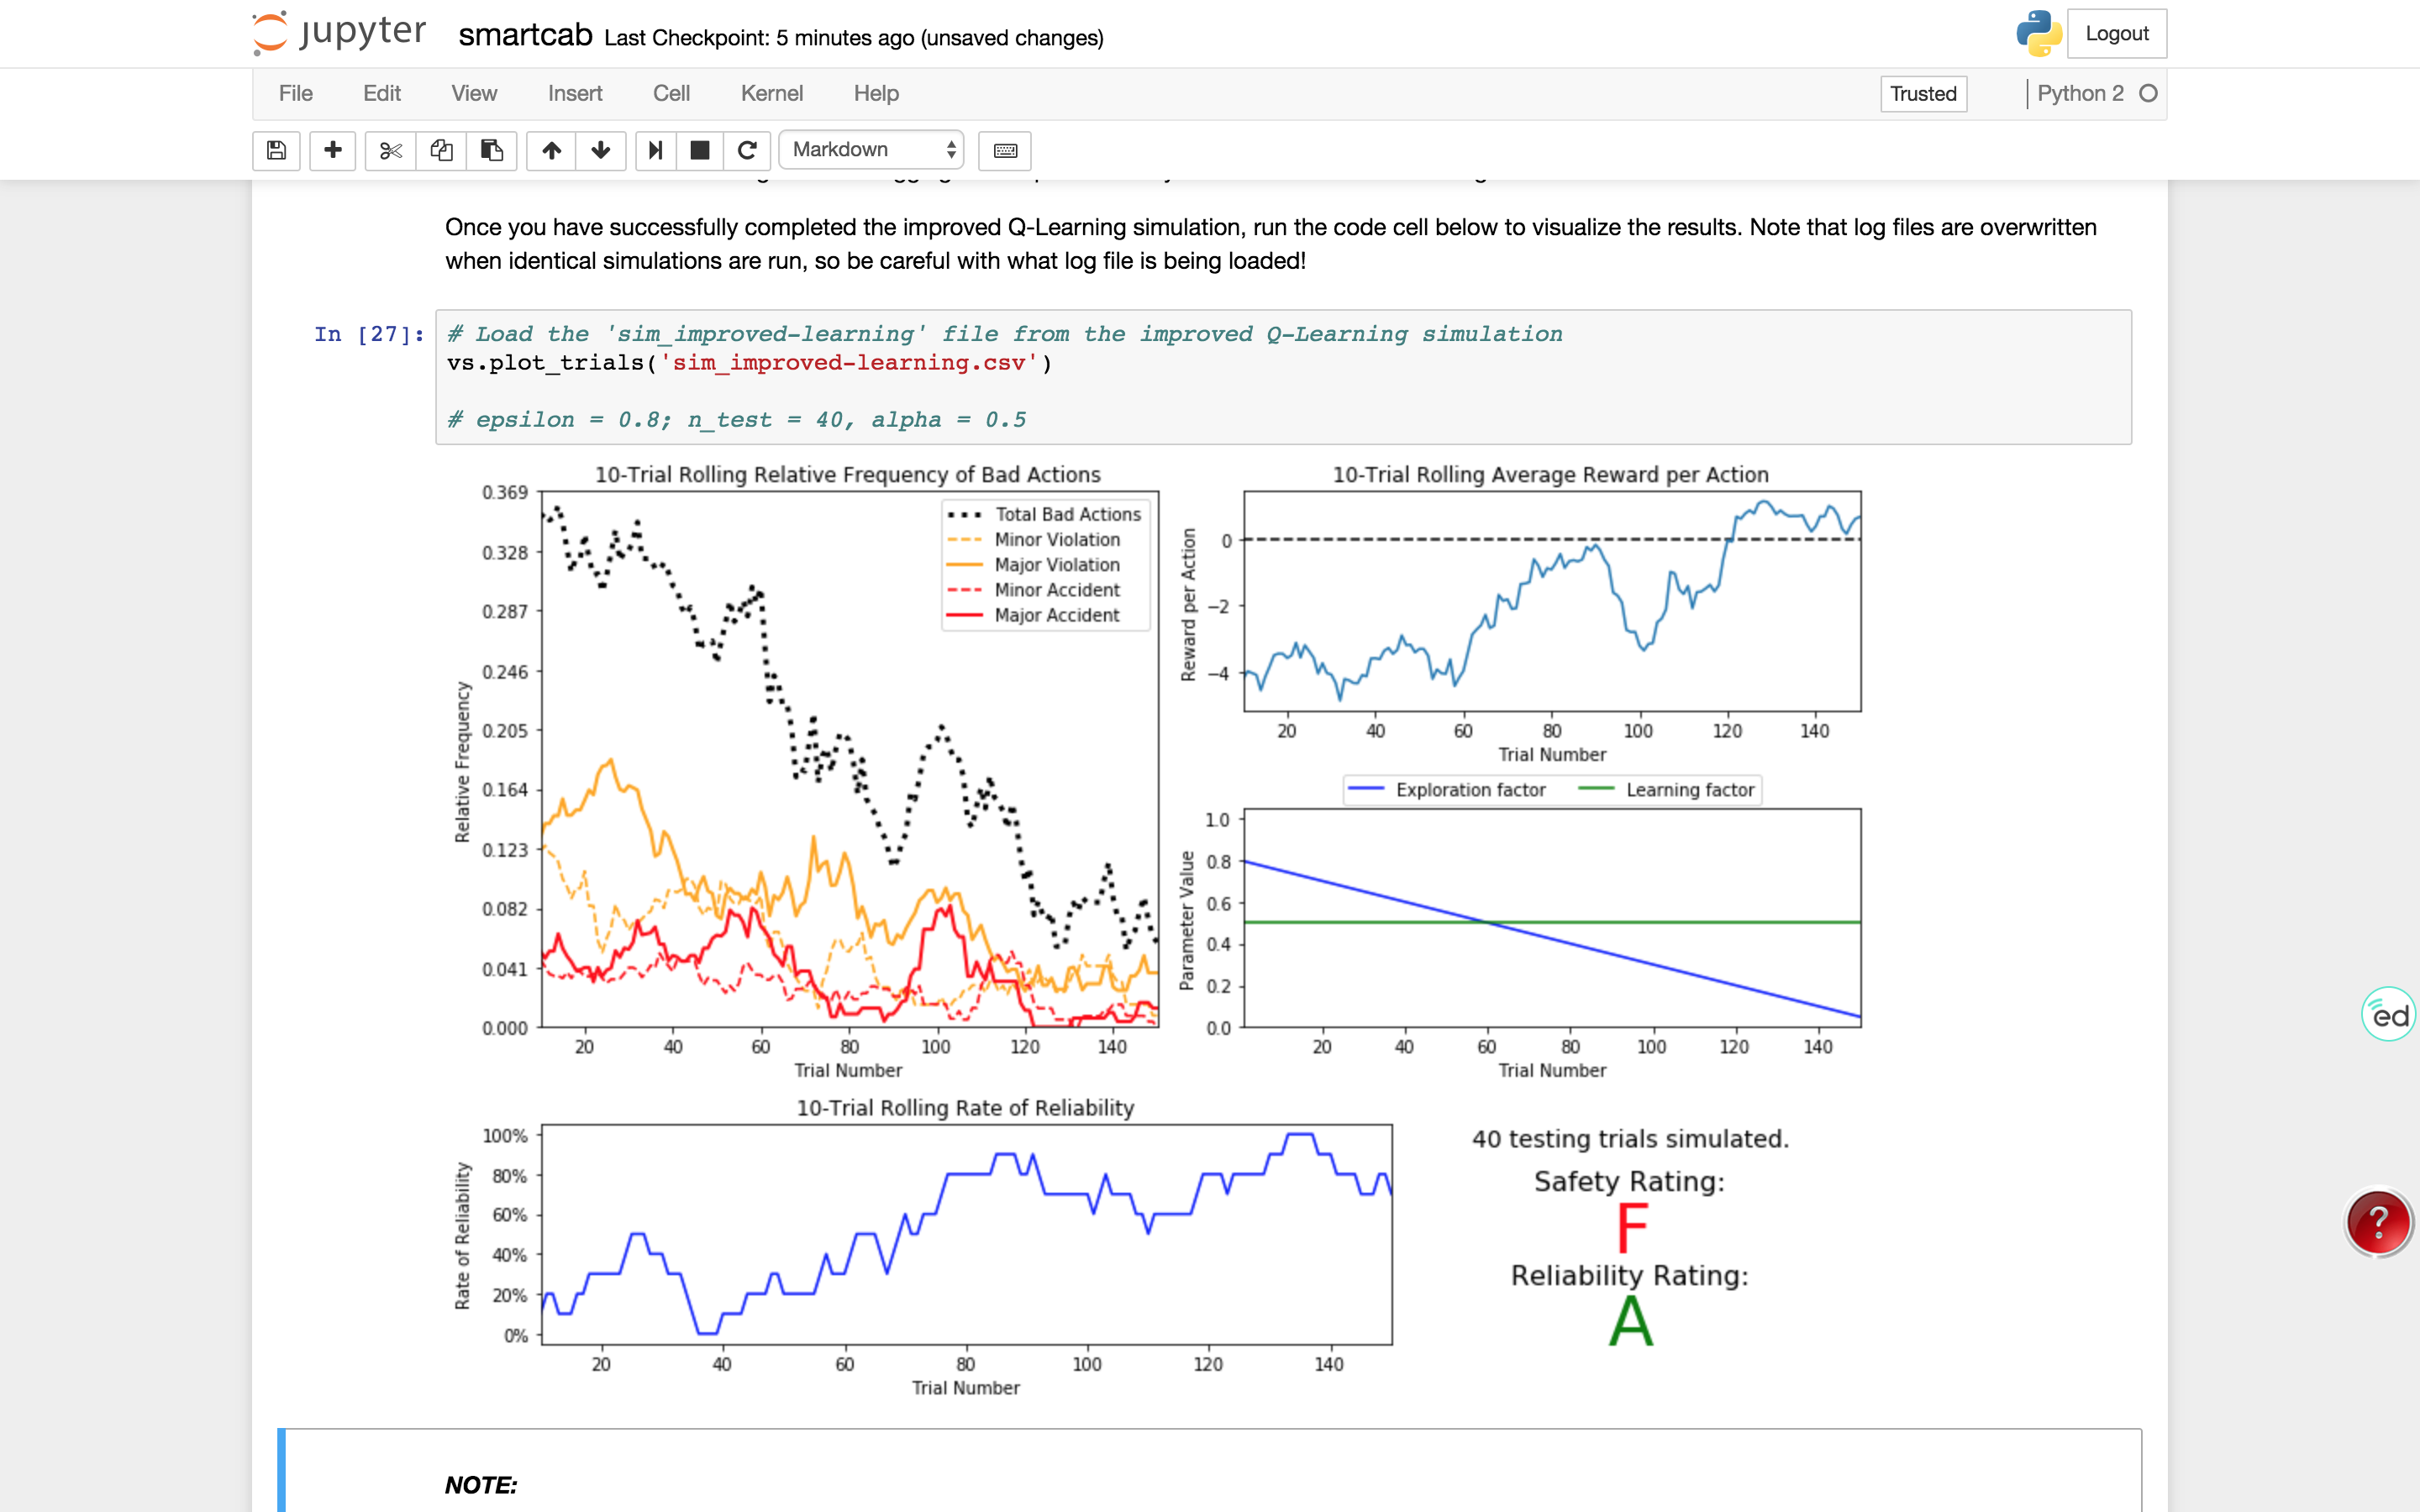 jupyter smartcab Last Checkpoint: 5 minutes ago (unsaved changes) Logout
File Edit View Insert Cell Kernel Help Trusted Python 2
Markdown
Once you have successfully completed the improved Q-Learning simulation, run the code cell below to visualize the results. Note that log files are overwritten
when identical simulations are run, so be careful with what log file is being loaded!
In [27]: # Load the 'sim_improved-learning' file from the improved Q-Learning simulation
vs.plot_trials('sim_improved-learning.csv')
# epsilon = 0.8; n_test = 40, alpha = 0.5
10-Trial Rolling Relative Frequency of Bad Actions
0.369
0.328
0.287
0.246
0.205
0.164
0.123
0.082
0.041
0.000
Relative Frequency
Total Bad Actions
Minor Violation
Major Violation
Minor Accident
Major Accident
20 40 60 80 100 120 140
Trial Number
10-Trial Rolling Average Reward per Action
0
−2
−4
Reward per Action
20 40 60 80 100 120 140
Trial Number
Exploration factor Learning factor
1.0
0.8
0.6
0.4
0.2
0.0
Parameter Value
20 40 60 80 100 120 140
Trial Number
10-Trial Rolling Rate of Reliability
100%
80%
60%
40%
20%
0%
Rate of Reliability
20 40 60 80 100 120 140
Trial Number
40 testing trials simulated.
Safety Rating:
F
Reliability Rating:
A
ed
?
NOTE: